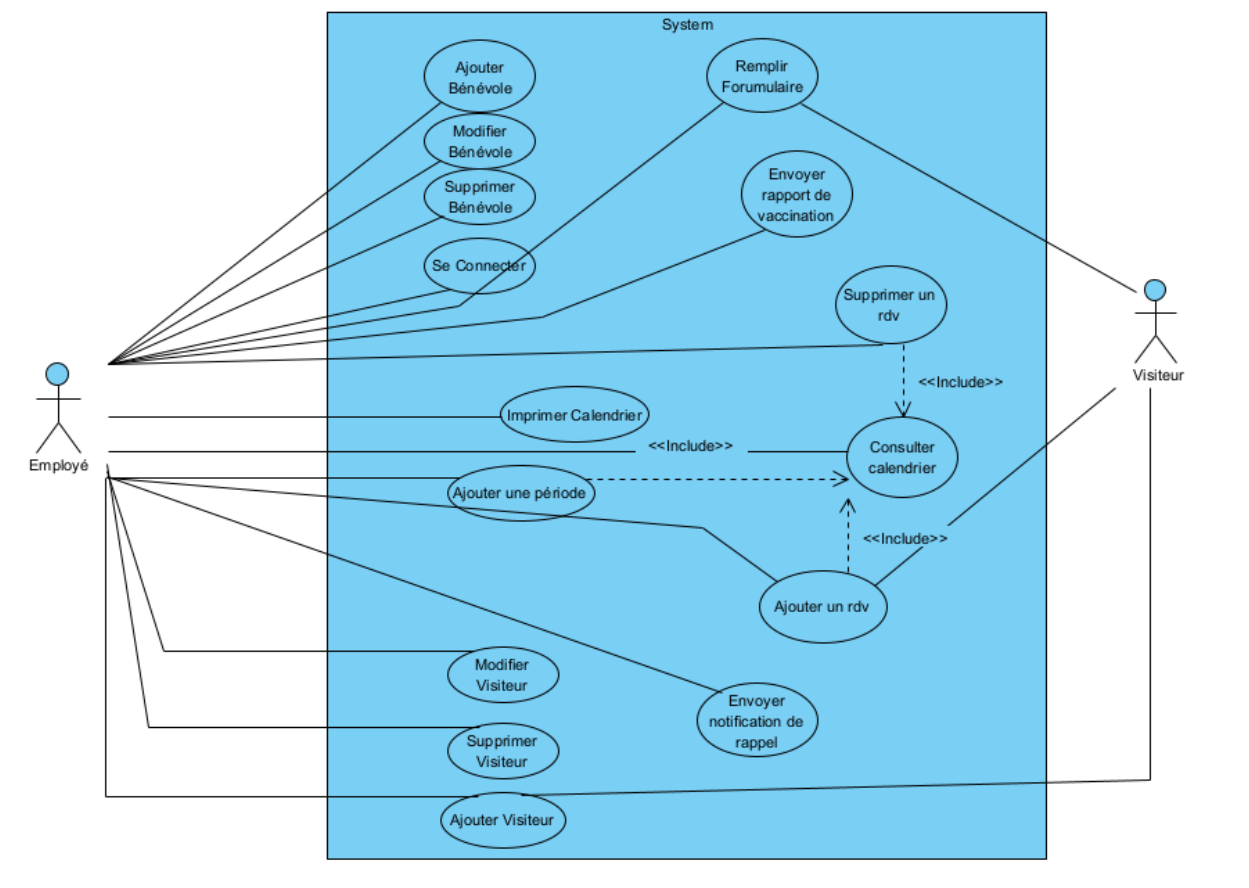 System
Ajouter
Bénévole
Remplir
Forumulaire
Modifier
Bénévole
Envoyer
rapport de
vaccination
Supprimer
Bénévole
Se Connecter
Supprimer un
rdv
Visiteur
<<Include>>
Imprimer Calendrier
<<Include>>
Consulter
calendrier
Employé
Ajouter une période
<<Include>>
Ajouter un rdv
Modifier
Visiteur
Envoyer
notification de
rappel
Supprimer
Visiteur
Ajouter Visiteur